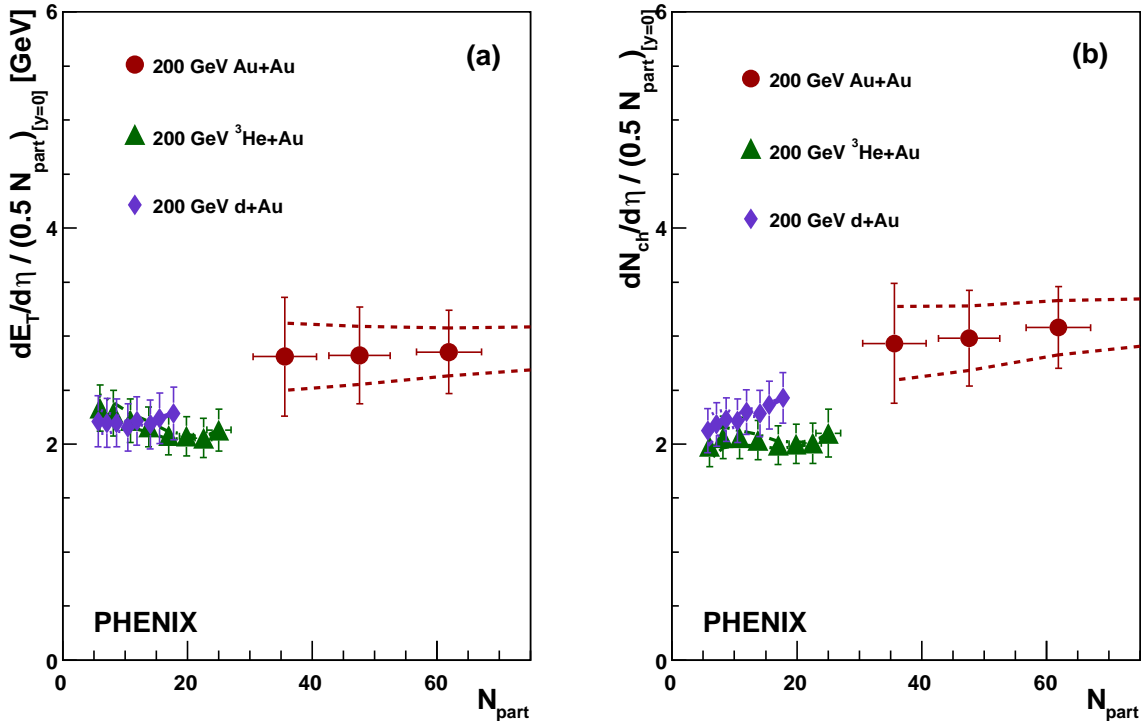 dE_T/dη / (0.5 N_part)_[y=0] [GeV]
6
4
2
0
(a)
200 GeV Au+Au
200 GeV ³He+Au
200 GeV d+Au
PHENIX
0 20 40 60
N_part
dN_ch/dη / (0.5 N_part)_[y=0]
6
4
2
0
(b)
200 GeV Au+Au
200 GeV ³He+Au
200 GeV d+Au
PHENIX
0 20 40 60
N_part